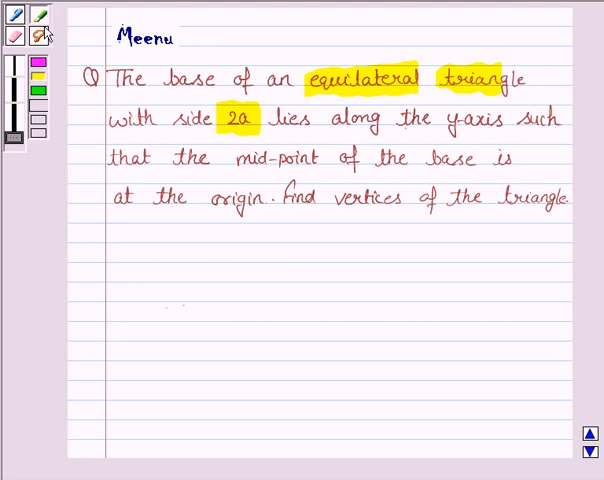 Meenu
Q The base of an equilateral triangle
with side 2a lies along the y-axis such
that the mid-point of the base is
at the origin. Find vertices of the triangle.